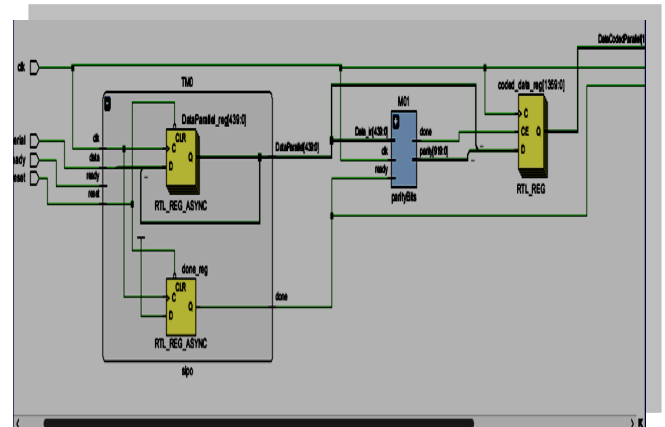 DataCodedParallel[1
clk
TM0
coded_data_reg[1359:0]
DataParallel_reg[439:0]
M01
CLR
C
D
Q
RTL_REG_ASYNC
clk
data
ready
reset
DataParallel[439:0]
Data_in[439:0]
clk
ready
done
parity[919:0]
parityBits
C
CE
D
Q
RTL_REG
erial
eady
eset
done_reg
CLR
C
D
Q
RTL_REG_ASYNC
done
sipo